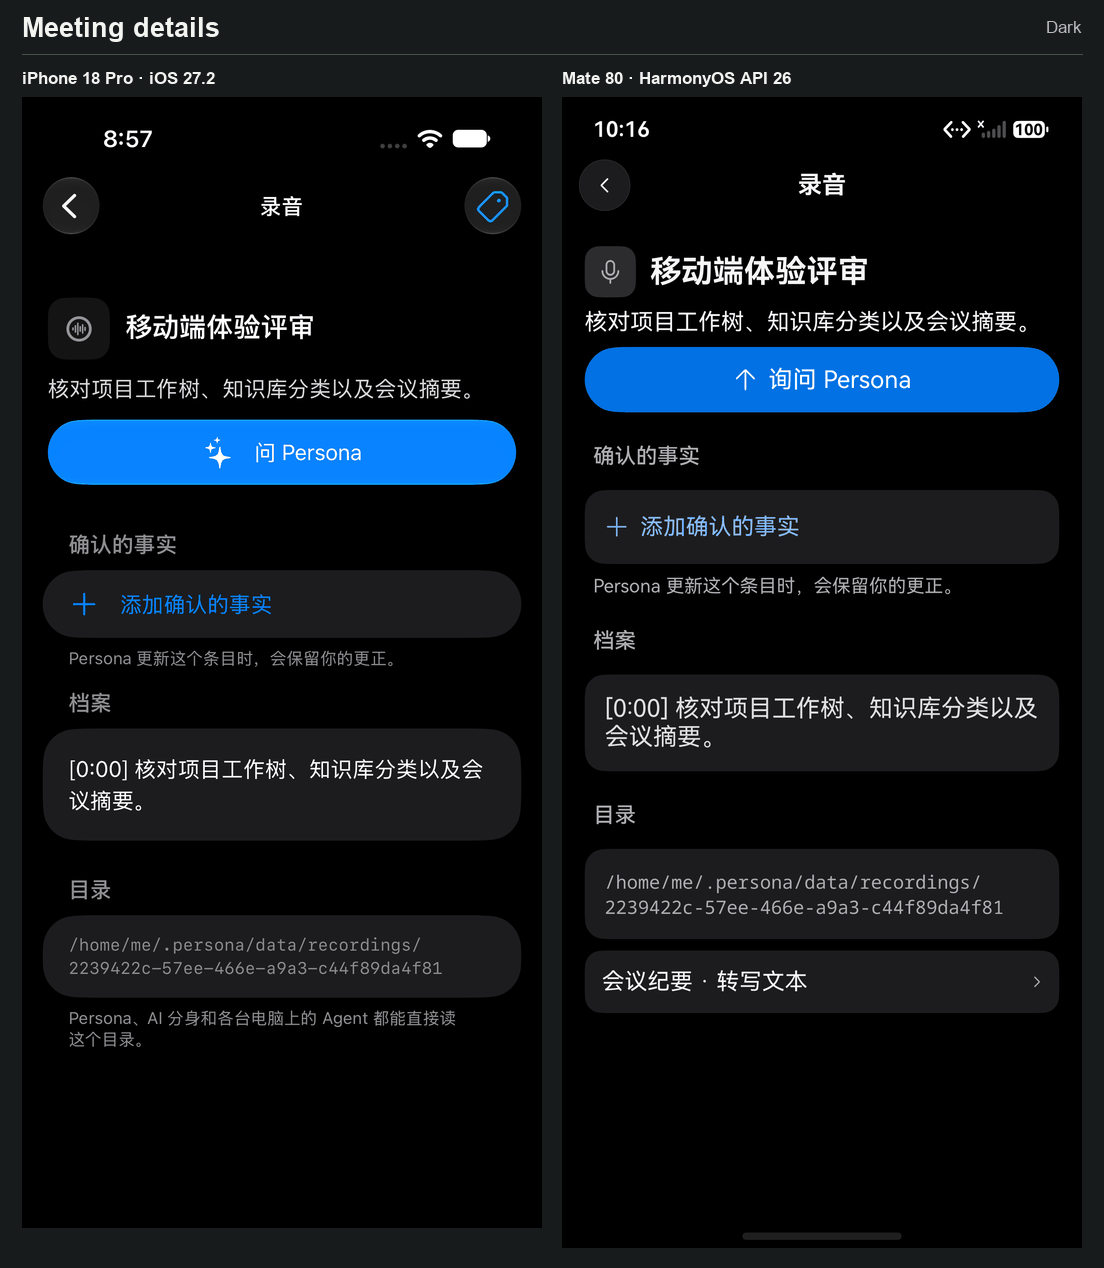 Meeting details
Dark
iPhone 18 Pro · iOS 27.2
8:57
录音
移动端体验评审
核对项目工作树、知识库分类以及会议摘要。
问 Persona
确认的事实
添加确认的事实
Persona 更新这个条目时，会保留你的更正。
档案
[0:00] 核对项目工作树、知识库分类以及会
议摘要。
目录
/home/me/.persona/data/recordings/
2239422c-57ee-466e-a9a3-c44f89da4f81
Persona、AI 分身和各台电脑上的 Agent 都能直接读
这个目录。
Mate 80 · HarmonyOS API 26
10:16
100
录音
移动端体验评审
核对项目工作树、知识库分类以及会议摘要。
询问 Persona
确认的事实
添加确认的事实
Persona 更新这个条目时，会保留你的更正。
档案
[0:00] 核对项目工作树、知识库分类以及
会议摘要。
目录
/home/me/.persona/data/recordings/
2239422c-57ee-466e-a9a3-c44f89da4f81
会议纪要 · 转写文本